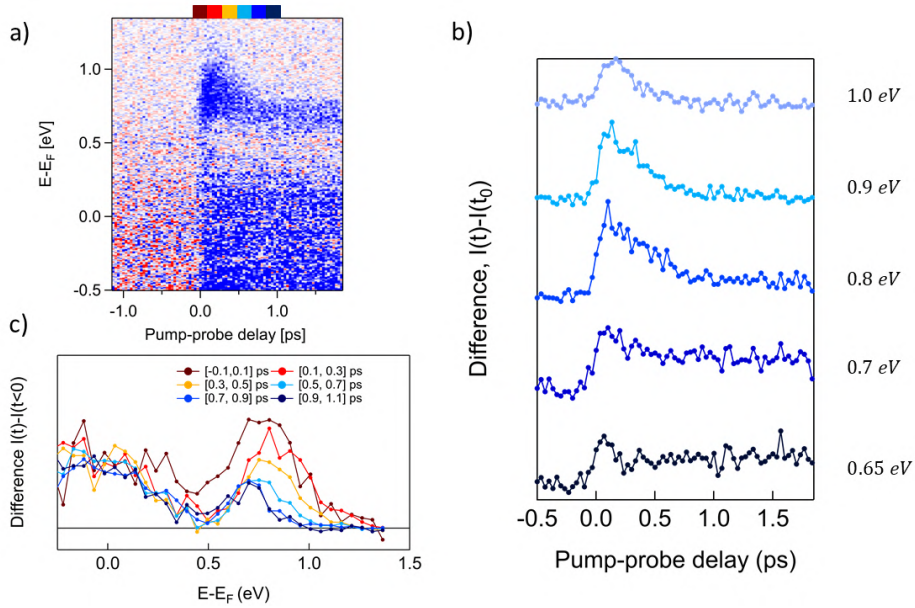 a)
1.0
0.5
0.0
-0.5
E-E_F [eV]
-1.0 0.0 1.0
Pump-probe delay [ps]
b)
Difference, I(t)-I(t_0)
1.0 eV
0.9 eV
0.8 eV
0.7 eV
0.65 eV
-0.5 0.0 0.5 1.0 1.5
Pump-probe delay (ps)
c)
Difference I(t)-I(t<0)
[-0.1,0.1] ps [0.1, 0.3] ps
[0.3, 0.5] ps [0.5, 0.7] ps
[0.7, 0.9] ps [0.9, 1.1] ps
0.0 0.5 1.0 1.5
E-E_F (eV)